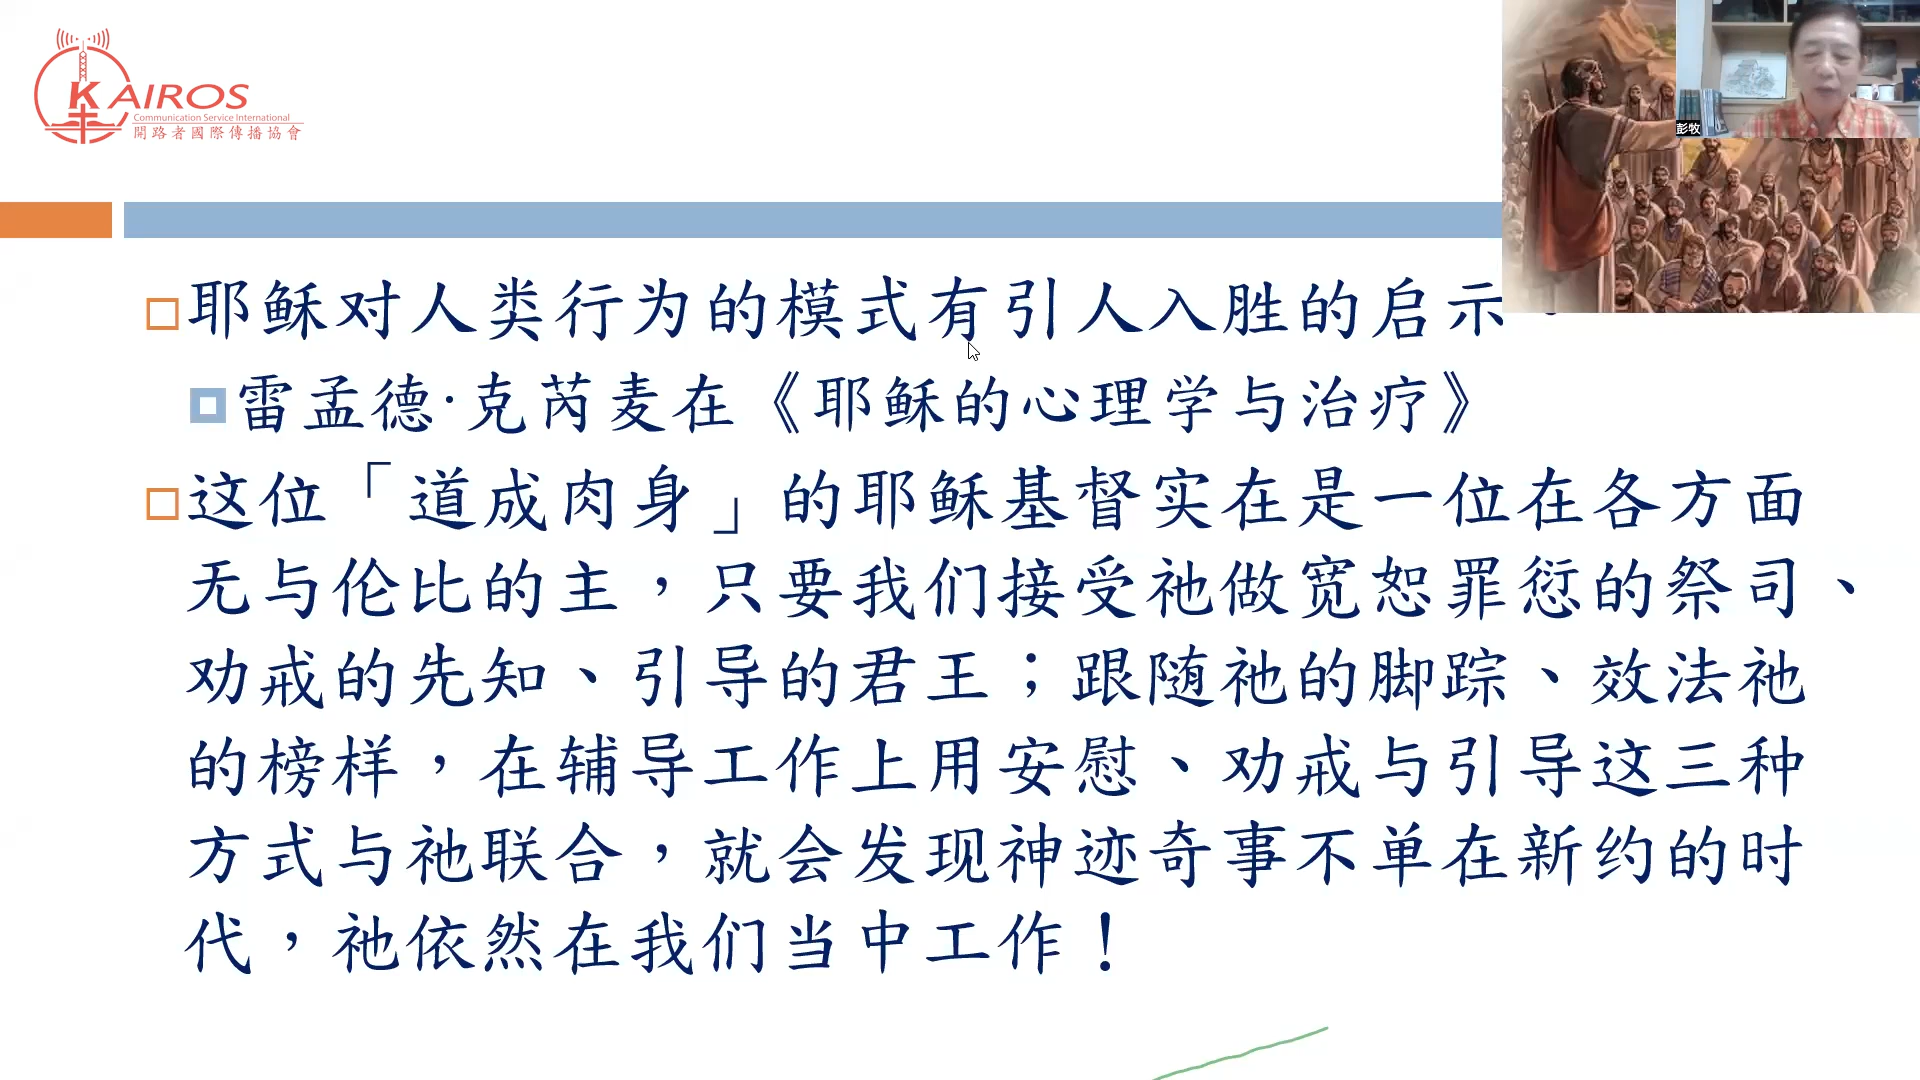 KAIROS
Communication Service International
開路者國際傳播協會
彭牧
耶稣对人类行为的模式有引人入胜的启示
雷孟德·克芮麦在《耶稣的心理学与治疗》
这位「道成肉身」的耶稣基督实在是一位在各方面
无与伦比的主，只要我们接受祂做宽恕罪愆的祭司、
劝戒的先知、引导的君王；跟随祂的脚踪、效法祂
的榜样，在辅导工作上用安慰、劝戒与引导这三种
方式与祂联合，就会发现神迹奇事不单在新约的时
代，祂依然在我们当中工作！